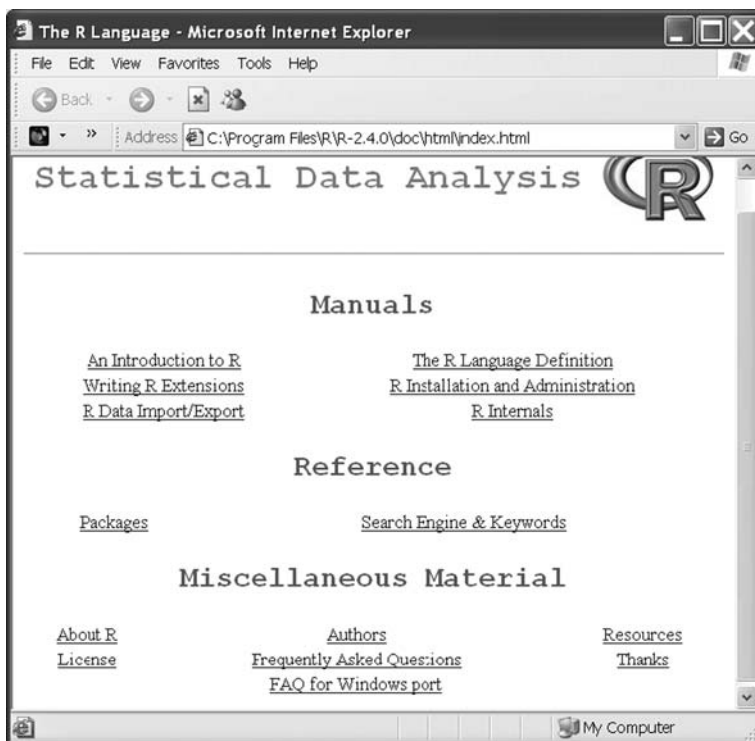 The R Language - Microsoft Internet Explorer
File Edit View Favorites Tools Help
Back
Address C:\Program Files\R\R-2.4.0\doc\html\index.html Go
Statistical Data Analysis R
Manuals
An Introduction to R The R Language Definition
Writing R Extensions R Installation and Administration
R Data Import/Export R Internals
Reference
Packages Search Engine & Keywords
Miscellaneous Material
About R Authors Resources
License Frequently Asked Questions Thanks
FAQ for Windows port
My Computer